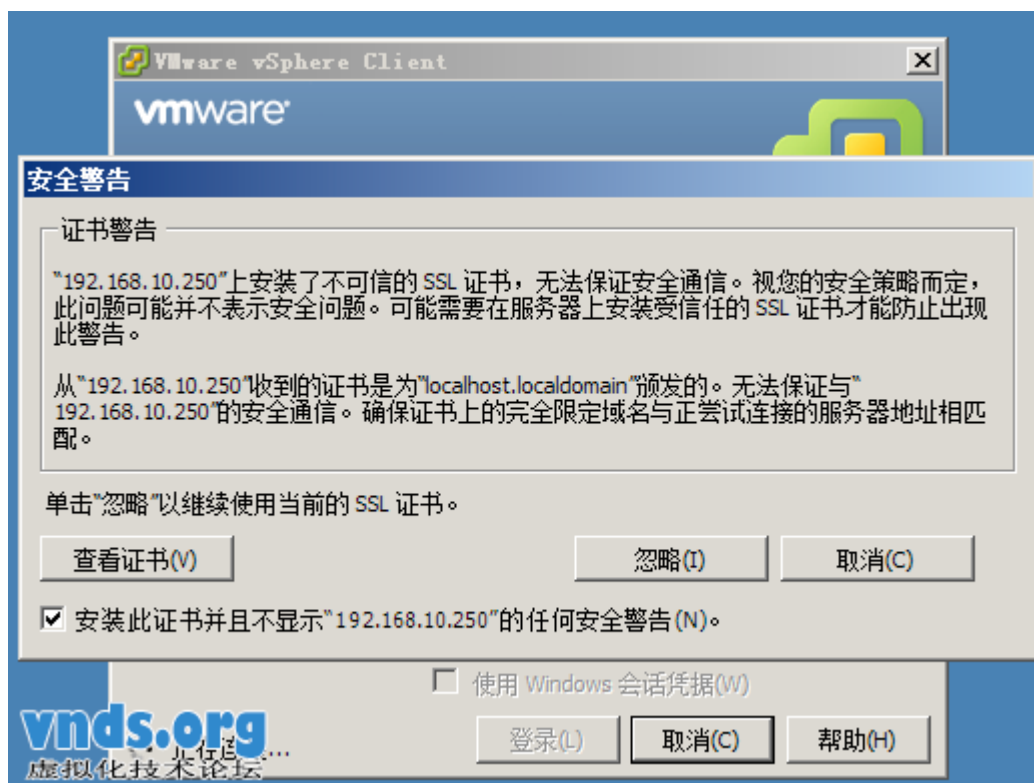 VMware vSphere Client
vmware
安全警告
证书警告
“192.168.10.250”上安装了不可信的 SSL 证书，无法保证安全通信。视您的安全策略而定，
此问题可能并不表示安全问题。可能需要在服务器上安装受信任的 SSL 证书才能防止出现
此警告。
从“192.168.10.250”收到的证书是为“localhost.localdomain”颁发的。无法保证与“
192.168.10.250”的安全通信。确保证书上的完全限定域名与正尝试连接的服务器地址相匹
配。
单击“忽略”以继续使用当前的 SSL 证书。
查看证书(V) 忽略(I) 取消(C)
安装此证书并且不显示“192.168.10.250”的任何安全警告(N)。
使用 Windows 会话凭据(W)
登录(L) 取消(C) 帮助(H)
vnds.org
虚拟化技术论坛